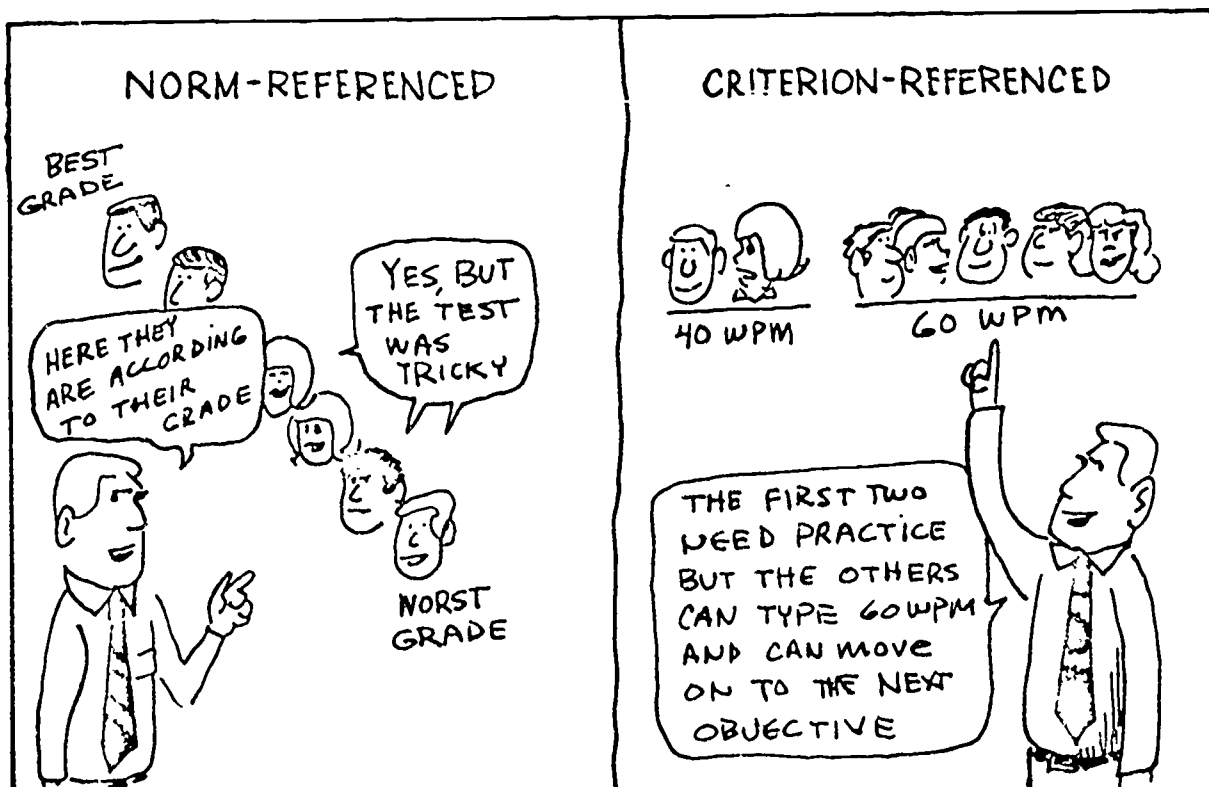 NORM-REFERENCED
BEST
GRADE
HERE THEY
ARE ACCORDING
TO THEIR
GRADE
YES, BUT
THE TEST
WAS
TRICKY
WORST
GRADE
CRITERION-REFERENCED
40 WPM
60 WPM
THE FIRST TWO
NEED PRACTICE
BUT THE OTHERS
CAN TYPE 60 WPM
AND CAN MOVE
ON TO THE NEXT
OBJECTIVE